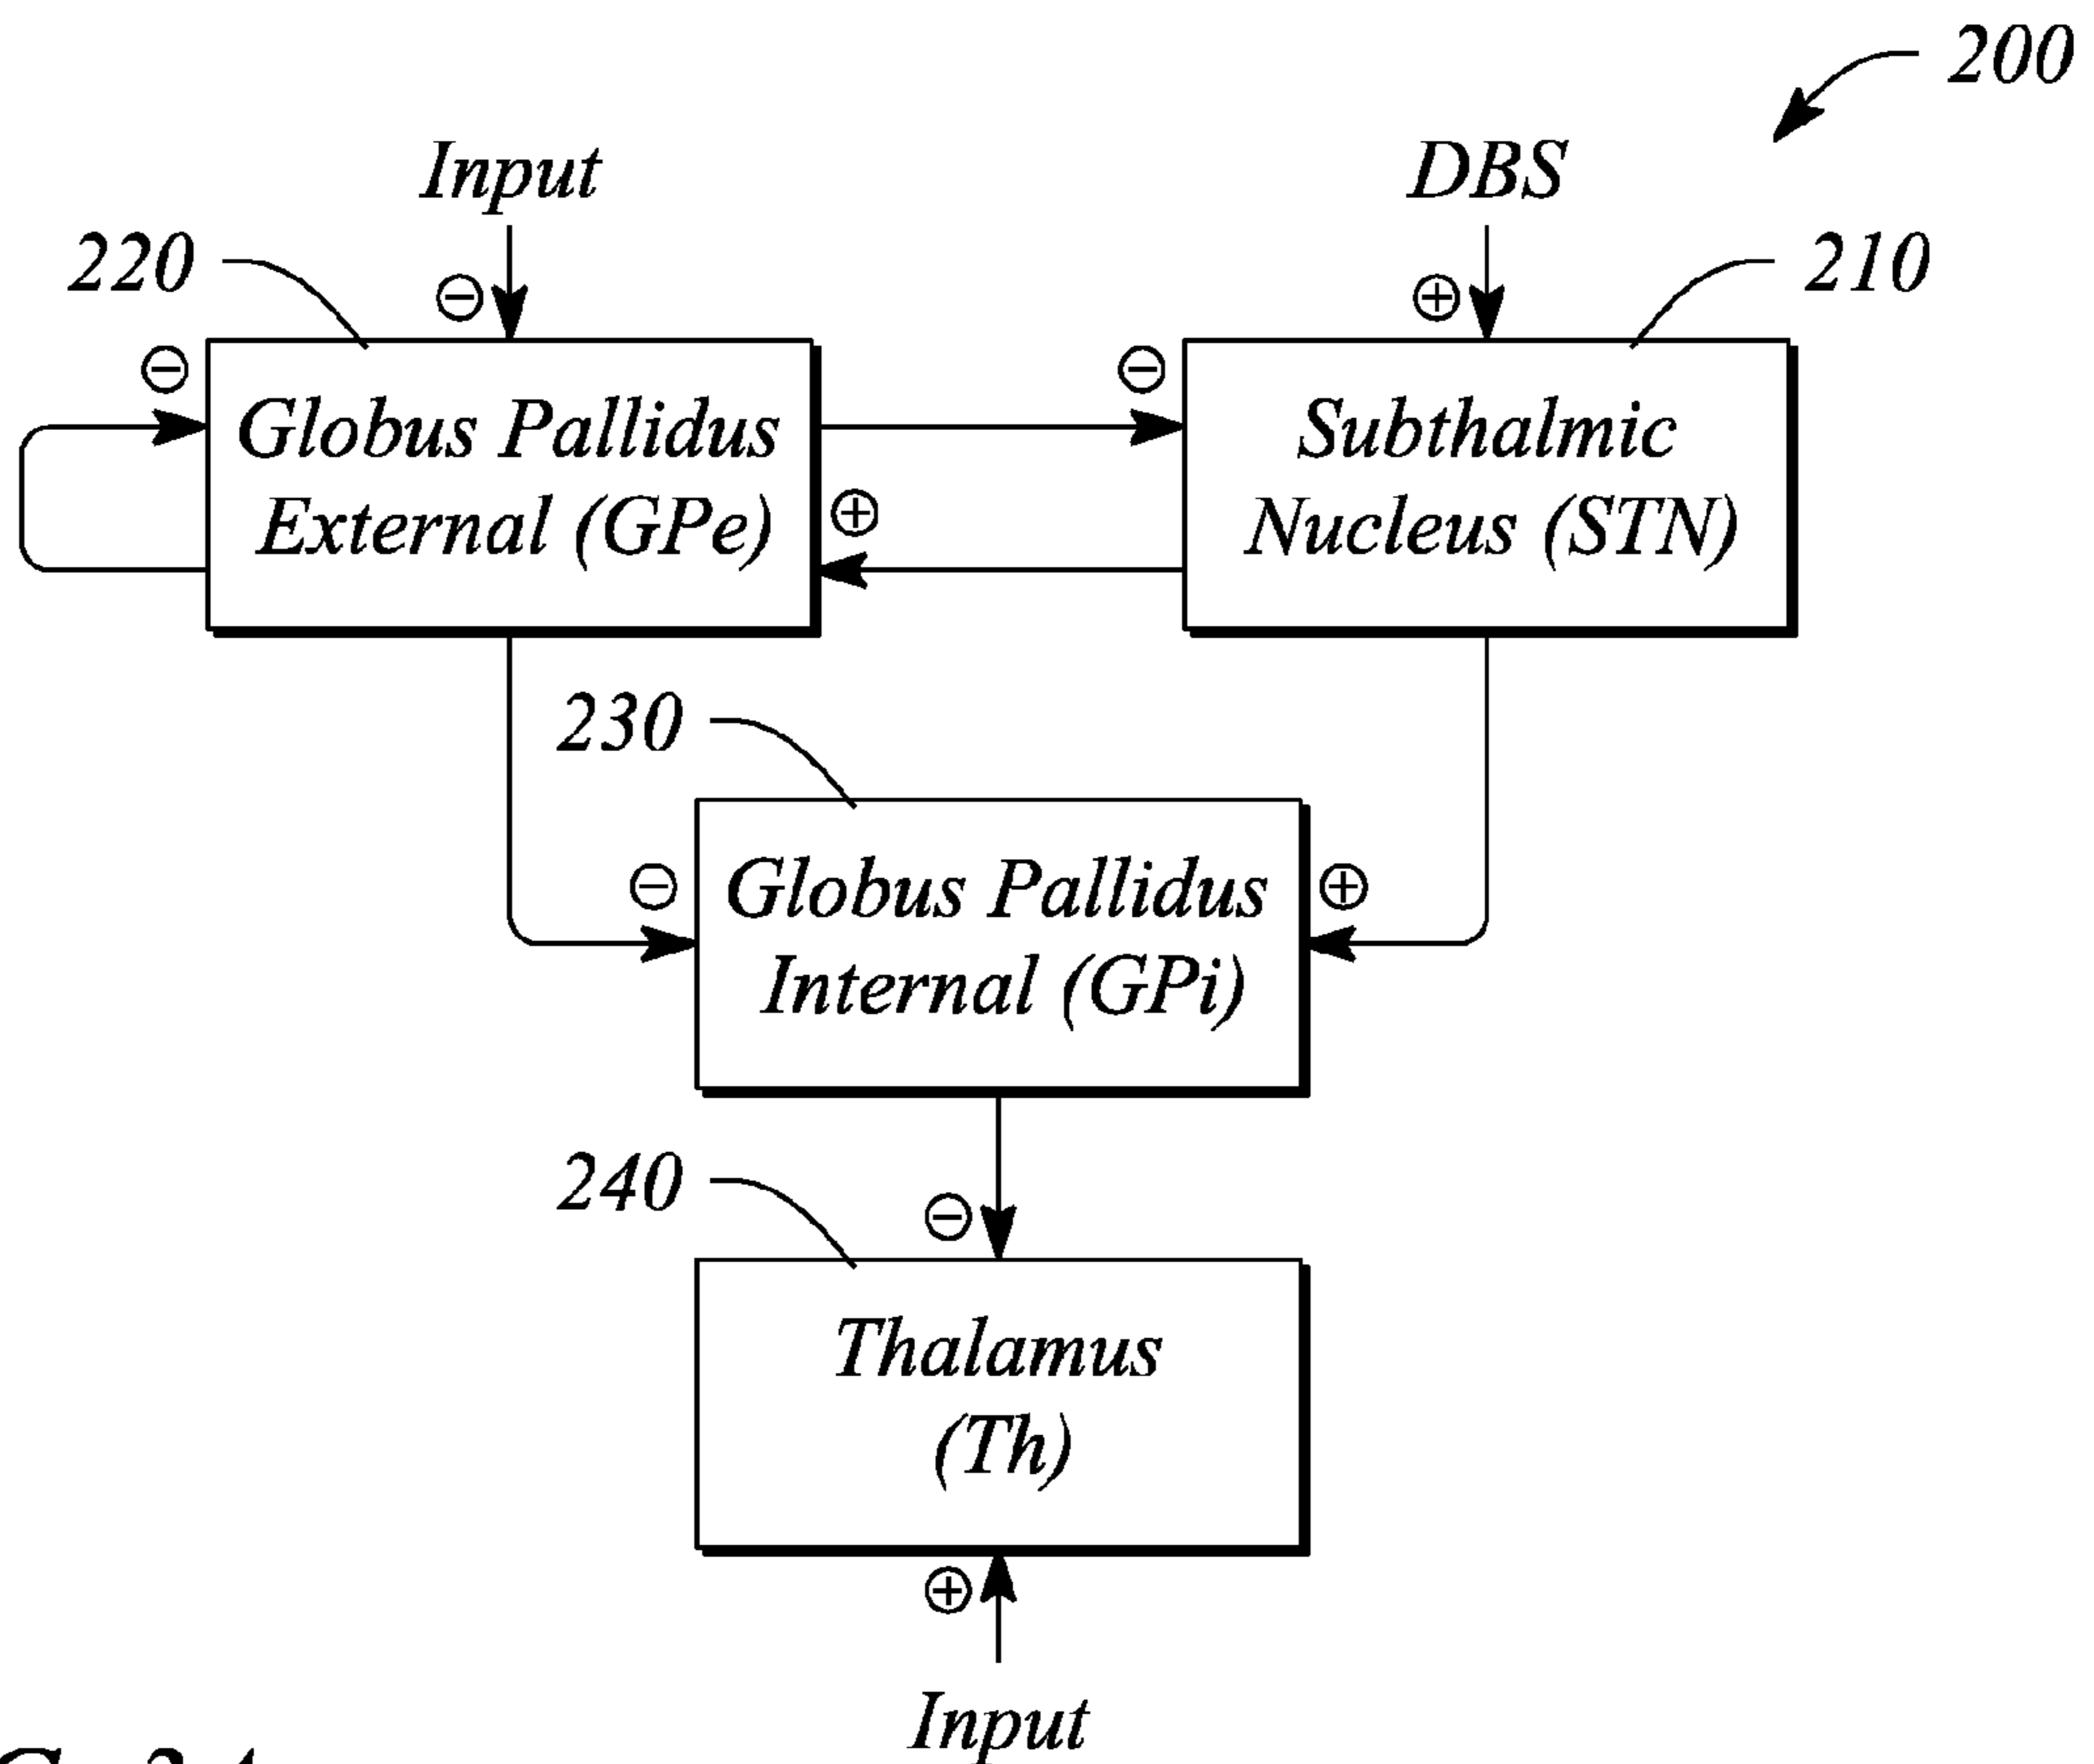 200
Input
DBS
220
210
Globus Pallidus
External (GPe)
Subthalmic
Nucleus (STN)
230
Globus Pallidus
Internal (GPi)
240
Thalamus
(Th)
Input